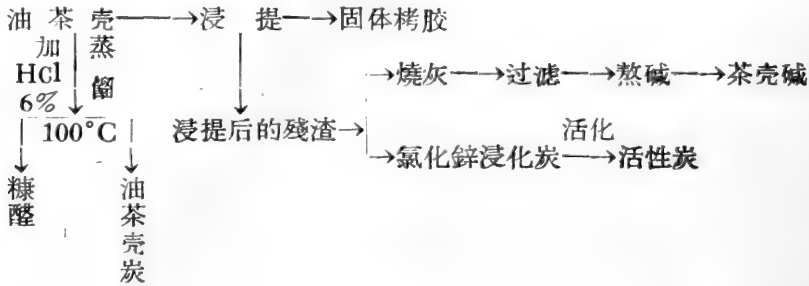 油茶壳——→浸提→固体栲胶
加 蒸
HCl 馏
6%
100°C
→燒灰→过滤→熬碱→茶壳碱
浸提后的殘渣→
活化
→氯化鋅浸化炭→活性炭
糠醛
油茶壳炭